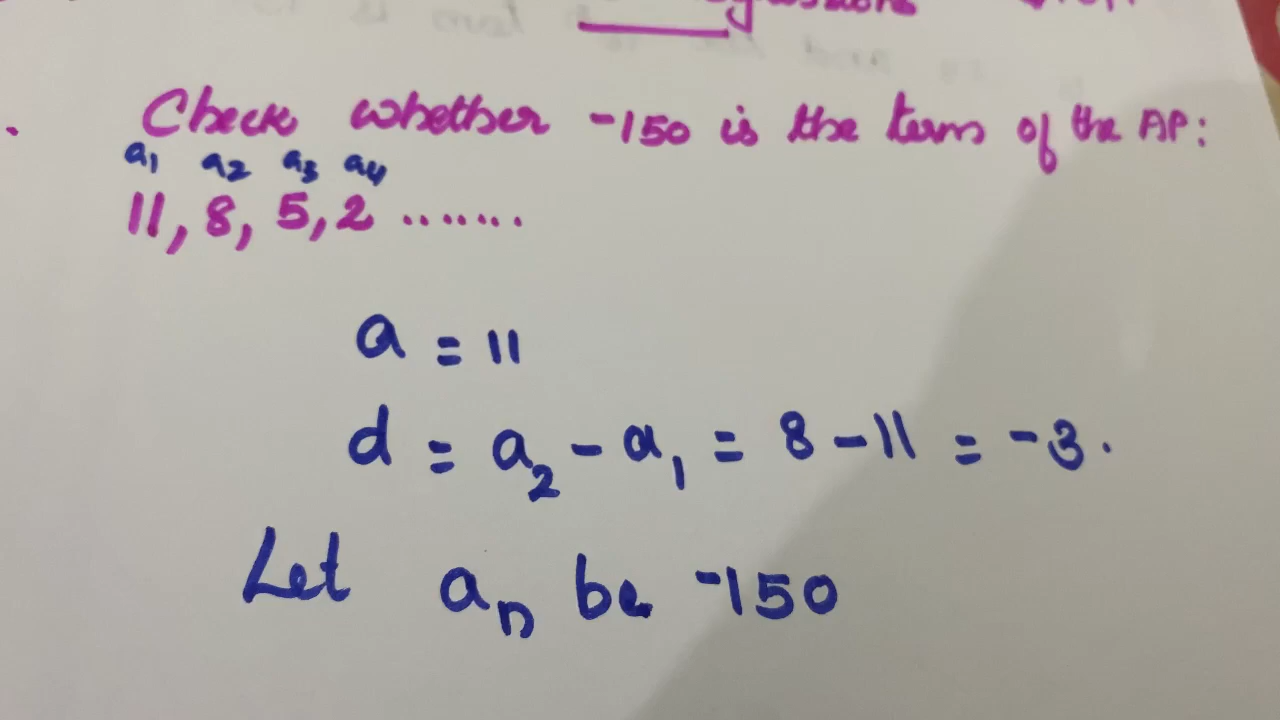 Check whether -150 is the term of the AP:
a1 a2 a3 a4
11, 8, 5, 2 .......
a = 11
d = a2 - a1 = 8 - 11 = -3.
Let an be -150